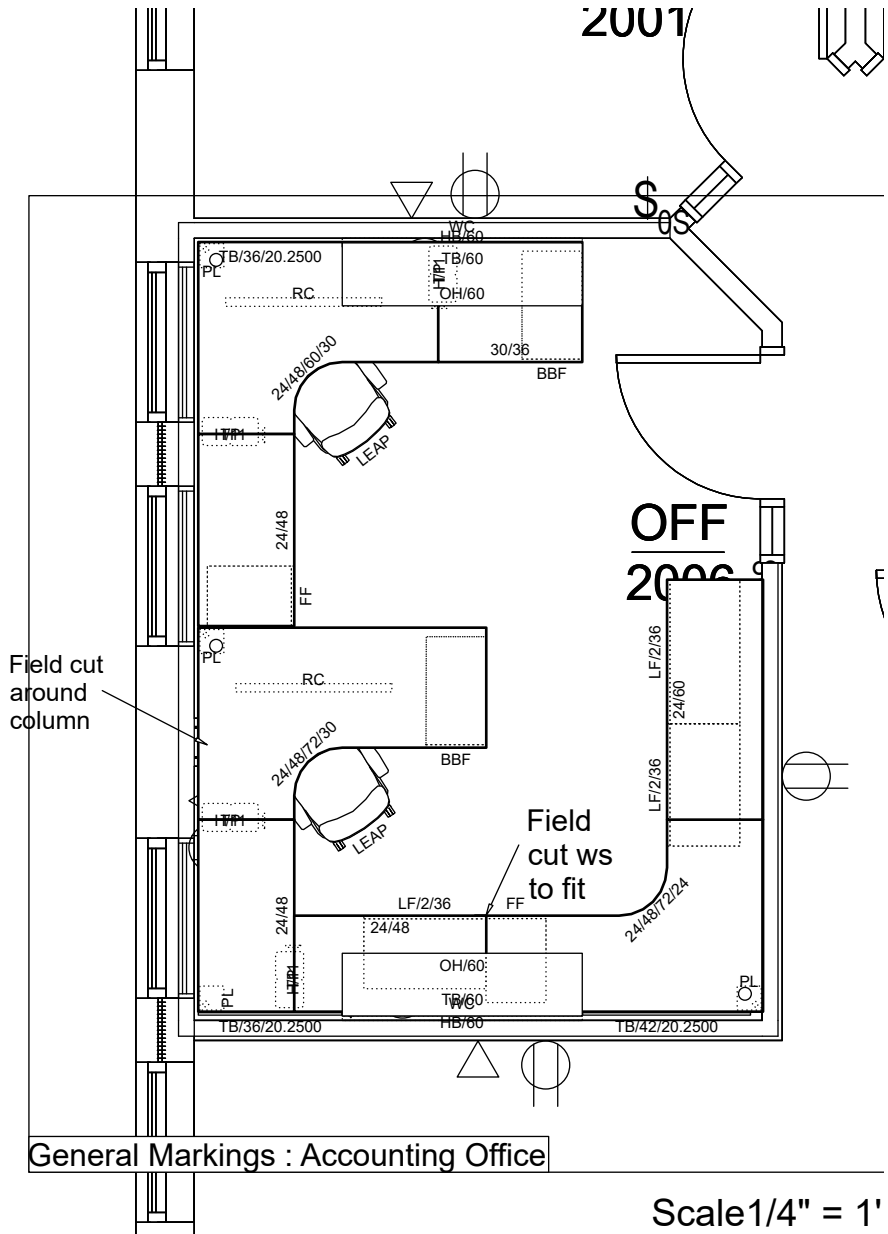 2001
$
0S
WC
HB/60
TB/36/20.2500
TB/60
PL
RC
OH/60
30/36
BBF
24/48/60/30
LEAP
24/48
FF
OFF
2006
PL
RC
LF/2/36
24/60
Field cut
around
column
24/48/72/30
BBF
LF/2/36
LEAP
Field
cut ws
to fit
24/48
LF/2/36
FF
24/48
24/48/72/24
OH/60
PL
PL
TB/60
WC
TB/36/20.2500
HB/60
TB/42/20.2500
General Markings : Accounting Office
Scale1/4" = 1'